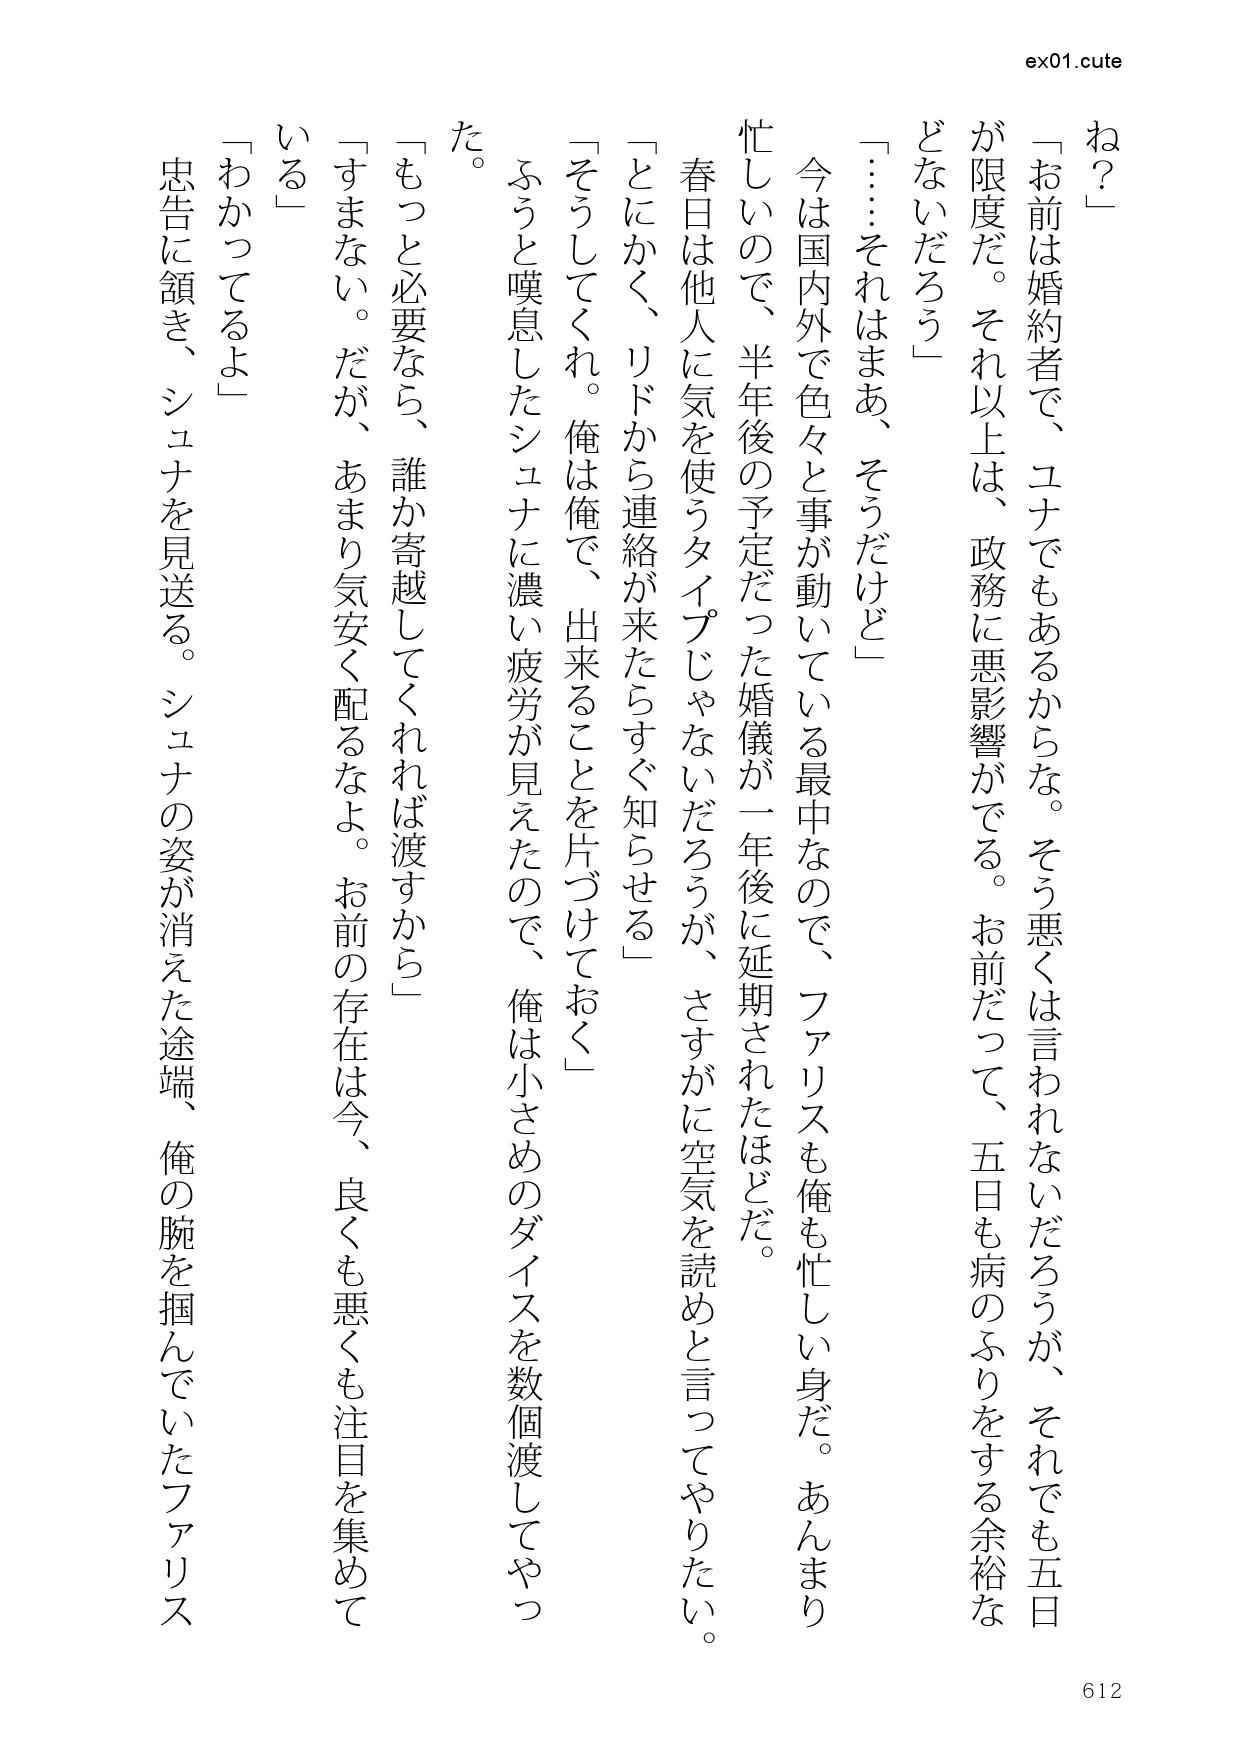 ex01.cute
ね？」
「お前は婚約者で、ユナでもあるからな。そう悪くは言われないだろうが、それでも五日
が限度だ。それ以上は、政務に悪影響がでる。お前だって、五日も病のふりをする余裕な
どないだろう」
「……それはまあ、そうだけど」
　今は国内外で色々と事が動いている最中なので、ファリスも俺も忙しい身だ。あんまり
忙しいので、半年後の予定だった婚儀が一年後に延期されたほどだ。
　春日は他人に気を使うタイプじゃないだろうが、さすがに空気を読めと言ってやりたい。
「とにかく、リドから連絡が来たらすぐ知らせる」
「そうしてくれ。俺は俺で、出来ることを片づけておく」
　ふうと嘆息したシュナに濃い疲労が見えたので、俺は小さめのダイスを数個渡してやっ
た。
「もっと必要なら、誰か寄越してくれれば渡すから」
「すまない。だが、あまり気安く配るなよ。お前の存在は今、良くも悪くも注目を集めて
いる」
「わかってるよ」
　忠告に頷き、シュナを見送る。シュナの姿が消えた途端、俺の腕を掴んでいたファリス
612